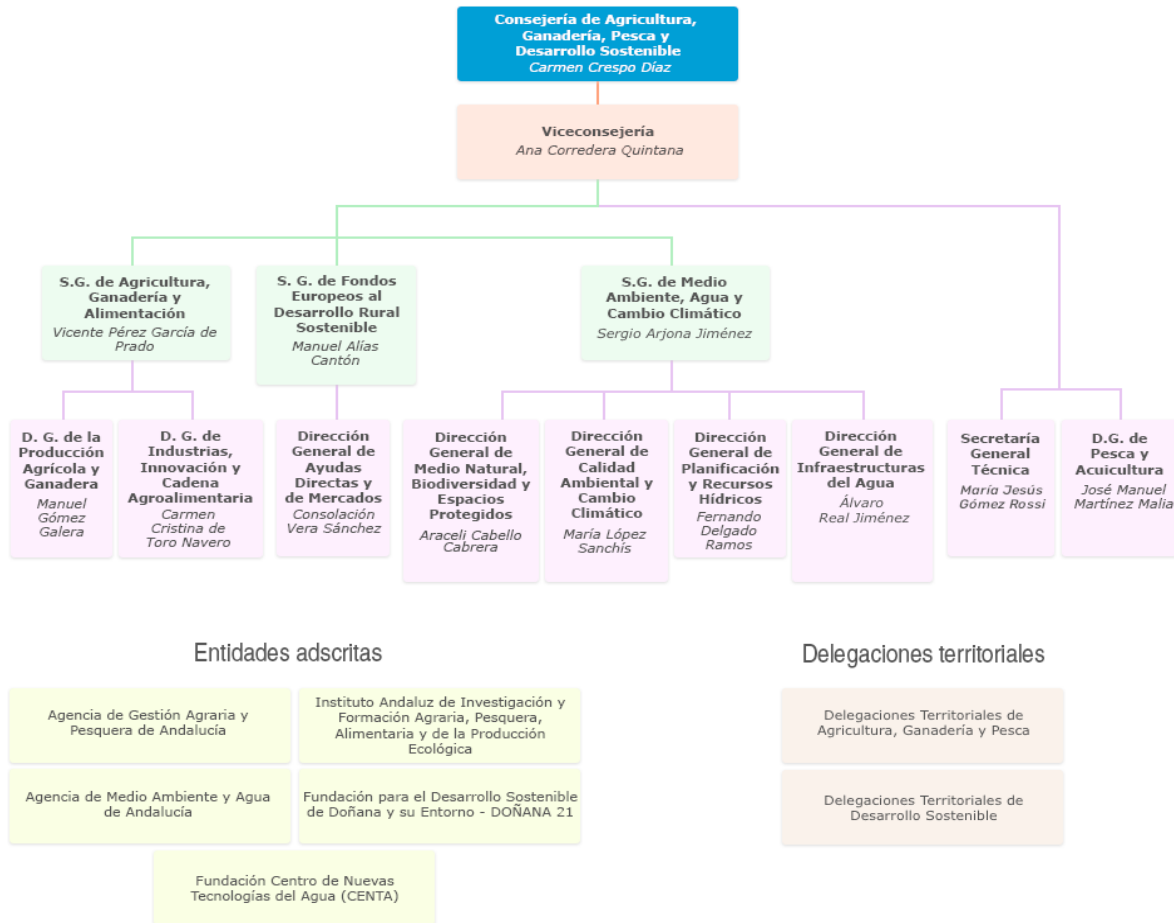 Consejería de Agricultura,
Ganadería, Pesca y
Desarrollo Sostenible
Carmen Crespo Díaz
Viceconsejería
Ana Corredera Quintana
S.G. de Agricultura,
Ganadería y
Alimentación
Vicente Pérez García de
Prado
S. G. de Fondos
Europeos al
Desarrollo Rural
Sostenible
Manuel Alías
Cantón
S.G. de Medio
Ambiente, Agua y
Cambio Climático
Sergio Arjona Jiménez
D. G. de la
Producción
Agrícola y
Ganadera
Manuel
Gómez
Galera
D. G. de
Industrias,
Innovación y
Cadena
Agroalimentaria
Carmen
Cristina de
Toro Navero
Dirección
General de
Ayudas
Directas y
de Mercados
Consolación
Vera Sánchez
Dirección
General de
Medio Natural,
Biodiversidad y
Espacios
Protegidos
Araceli Cabello
Cabrera
Dirección
General de
Calidad
Ambiental y
Cambio
Climático
María López
Sanchís
Dirección
General de
Planificación
y Recursos
Hídricos
Fernando
Delgado
Ramos
Dirección
General de
Infraestructuras
del Agua
Álvaro
Real Jiménez
Secretaría
General
Técnica
María Jesús
Gómez Rossi
D.G. de
Pesca y
Acuicultura
José Manuel
Martínez Malia
Entidades adscritas
Agencia de Gestión Agraria y
Pesquera de Andalucía
Instituto Andaluz de Investigación y
Formación Agraria, Pesquera,
Alimentaria y de la Producción
Ecológica
Agencia de Medio Ambiente y Agua
de Andalucía
Fundación para el Desarrollo Sostenible
de Doñana y su Entorno - DOÑANA 21
Fundación Centro de Nuevas
Tecnologías del Agua (CENTA)
Delegaciones territoriales
Delegaciones Territoriales de
Agricultura, Ganadería y Pesca
Delegaciones Territoriales de
Desarrollo Sostenible